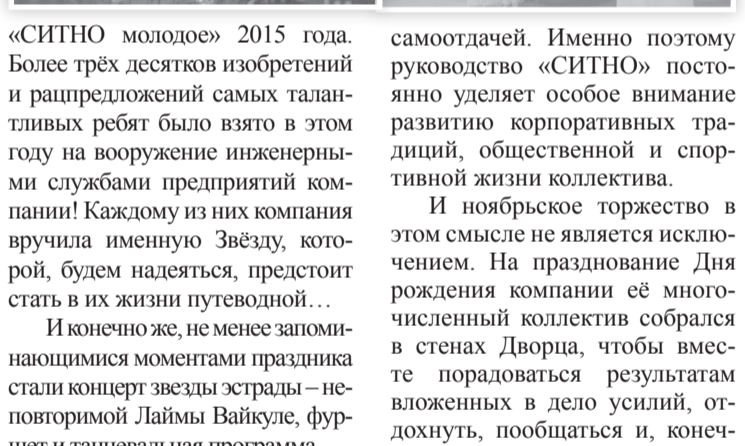 «СИТНО молодое» 2015 года.
Более трёх десятков изобретений
и рацпредложений самых талан-
тливых ребят было взято в этом
году на вооружение инженерны-
ми службами предприятий ком-
пании! Каждому из них компания
вручила именную Звёзду, кото-
рой, будем надеяться, предстоит
стать в их жизни путеводной…
И конечно же, не менее запоми-
нающимися моментами праздника
стали концерт звезды эстрады – не-
повторимой Лаймы Вайкуле, фур-
шет и танцевальная программа
самоотдачей. Именно поэтому
руководство «СИТНО» посто-
янно уделяет особое внимание
развитию корпоративных тра-
диций, общественной и спор-
тивной жизни коллектива.
И ноябрьское торжество в
этом смысле не является исклю-
чением. На празднование Дня
рождения компании её много-
численный коллектив собрался
в стенах Дворца, чтобы вмес-
те порадоваться результатам
вложенных в дело усилий, от-
дохнуть, пообщаться и, конеч-